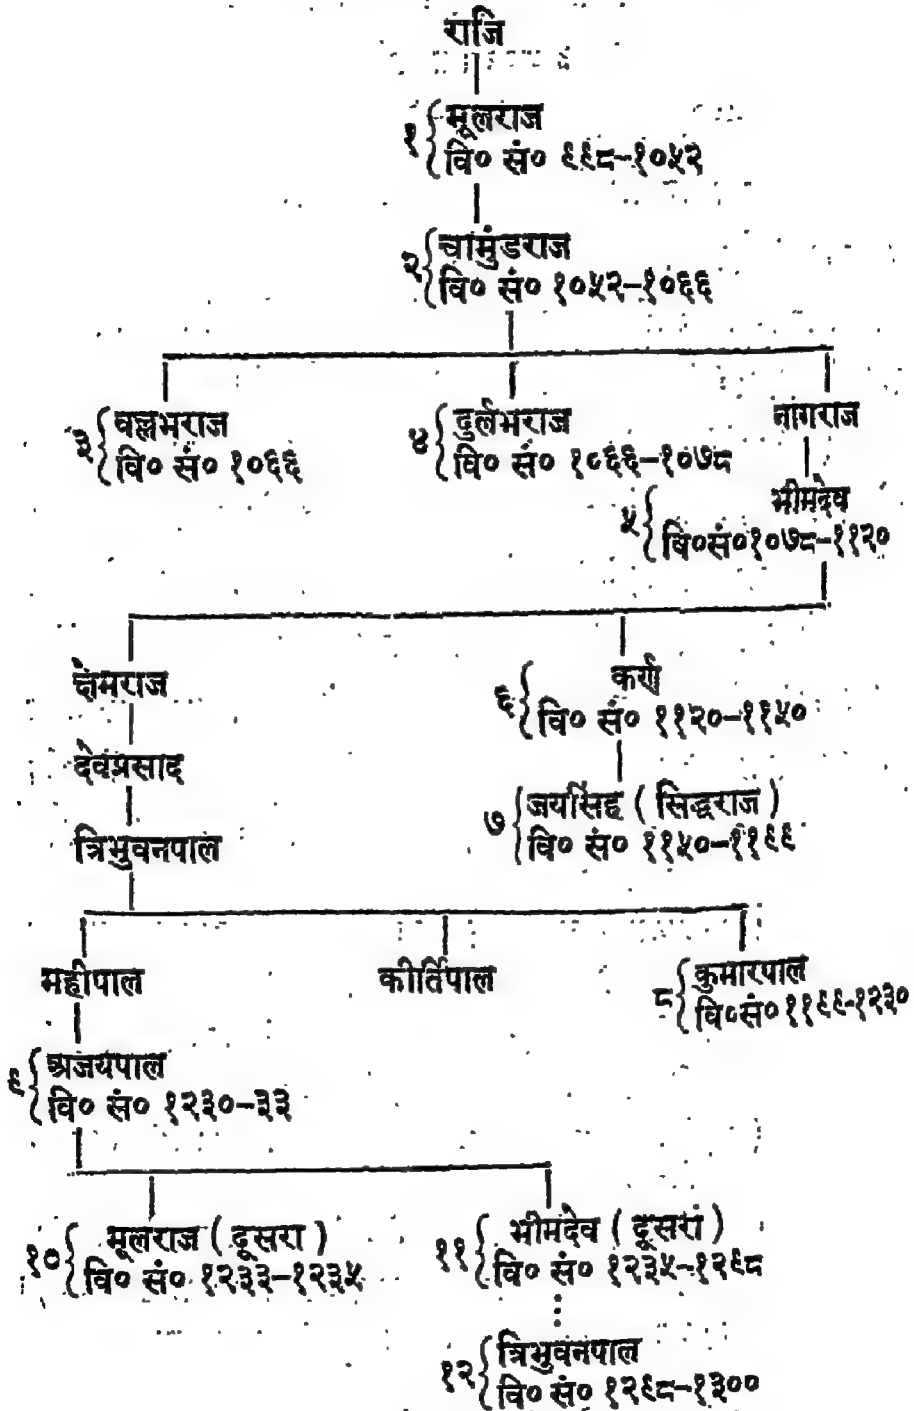 राजि
१ { मूलराज
वि० सं० ९९८-१०५२
२ { चामुंडराज
वि० सं० १०५२-१०६६
३ { वल्लभराज
वि० सं० १०६६
४ { दुर्लभराज
वि० सं० १०६६-१०७८
नागराज
५ { भीमदेव
वि०सं०१०७८-११२०
क्षेमराज
६ { कर्ण
वि० सं० ११२०-११५०
देवप्रसाद
७ { जयसिंह ( सिद्धराज )
वि० सं० ११५०-११९९
त्रिभुवनपाल
महीपाल
कीर्तिपाल
८ { कुमारपाल
वि०सं०११९९-१२३०
९ { अजयपाल
वि० सं० १२३०-३३
१० { मूलराज ( दूसरा )
वि० सं० १२३३-१२३५
११ { भीमदेव ( दूसरा )
वि० सं० १२३५-१२९८
१२ { त्रिभुवनपाल
वि० सं० १२९८-१३००